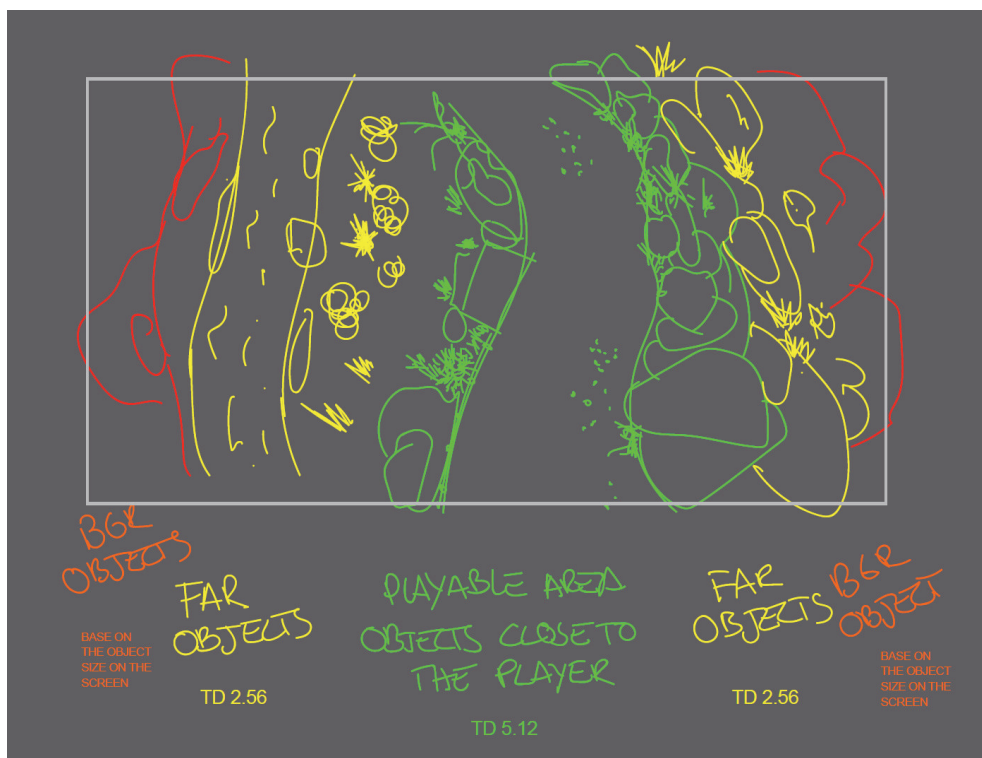 BGR
OBJECTS
BASE ON
THE OBJECT
SIZE ON THE
SCREEN
FAR
OBJECTS
TD 2.56
PLAYABLE AREA
OBJECTS CLOSE TO
THE PLAYER
TD 5.12
FAR
OBJECTS
TD 2.56
BGR
OBJECT
BASE ON
THE OBJECT
SIZE ON THE
SCREEN